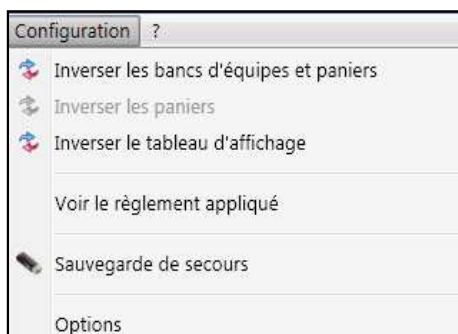 Configuration ?
Inverser les bancs d'équipes et paniers
Inverser les paniers
Inverser le tableau d'affichage
Voir le règlement appliqué
Sauvegarde de secours
Options